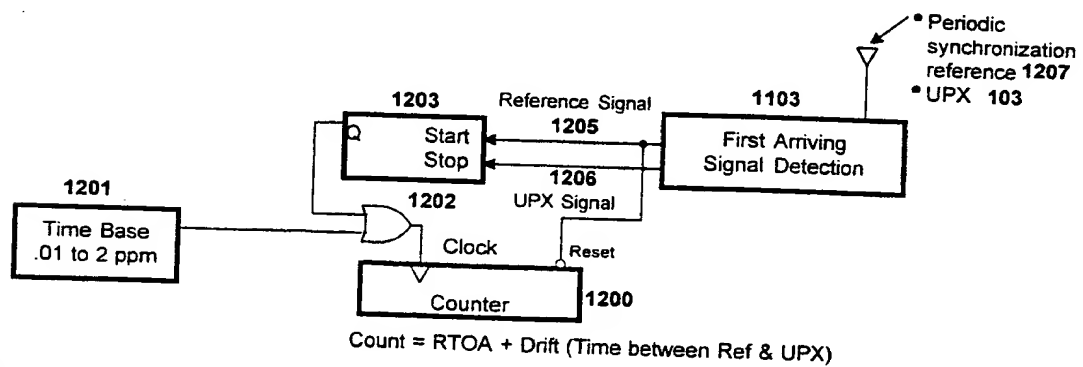 • Periodic
synchronization
reference 1207
• UPX 103
1203
Reference Signal
1205
1103
Q
Start
Stop
First Arriving
Signal Detection
1206
UPX Signal
1201
1202
Time Base
.01 to 2 ppm
Clock
Reset
Counter
1200
Count = RTOA + Drift (Time between Ref & UPX)